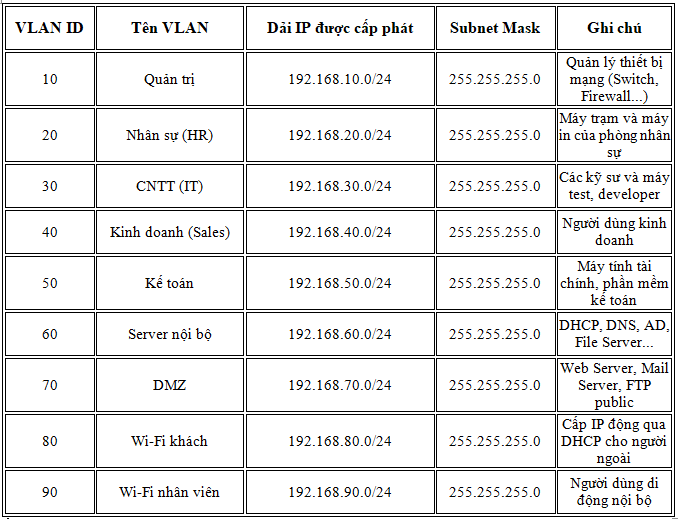 VLAN ID Tên VLAN Dải IP được cấp phát Subnet Mask Ghi chú
10 Quản trị 192.168.10.0/24 255.255.255.0 Quản lý thiết bị
mạng (Switch,
Firewall...)
20 Nhân sự (HR) 192.168.20.0/24 255.255.255.0 Máy trạm và máy
in của phòng nhân
sự
30 CNTT (IT) 192.168.30.0/24 255.255.255.0 Các kỹ sư và máy
test, developer
40 Kinh doanh (Sales) 192.168.40.0/24 255.255.255.0 Người dùng kinh
doanh
50 Kế toán 192.168.50.0/24 255.255.255.0 Máy tính tài
chính, phần mềm
kế toán
60 Server nội bộ 192.168.60.0/24 255.255.255.0 DHCP, DNS, AD,
File Server...
70 DMZ 192.168.70.0/24 255.255.255.0 Web Server, Mail
Server, FTP
public
80 Wi-Fi khách 192.168.80.0/24 255.255.255.0 Cấp IP động qua
DHCP cho người
ngoài
90 Wi-Fi nhân viên 192.168.90.0/24 255.255.255.0 Người dùng di
động nội bộ